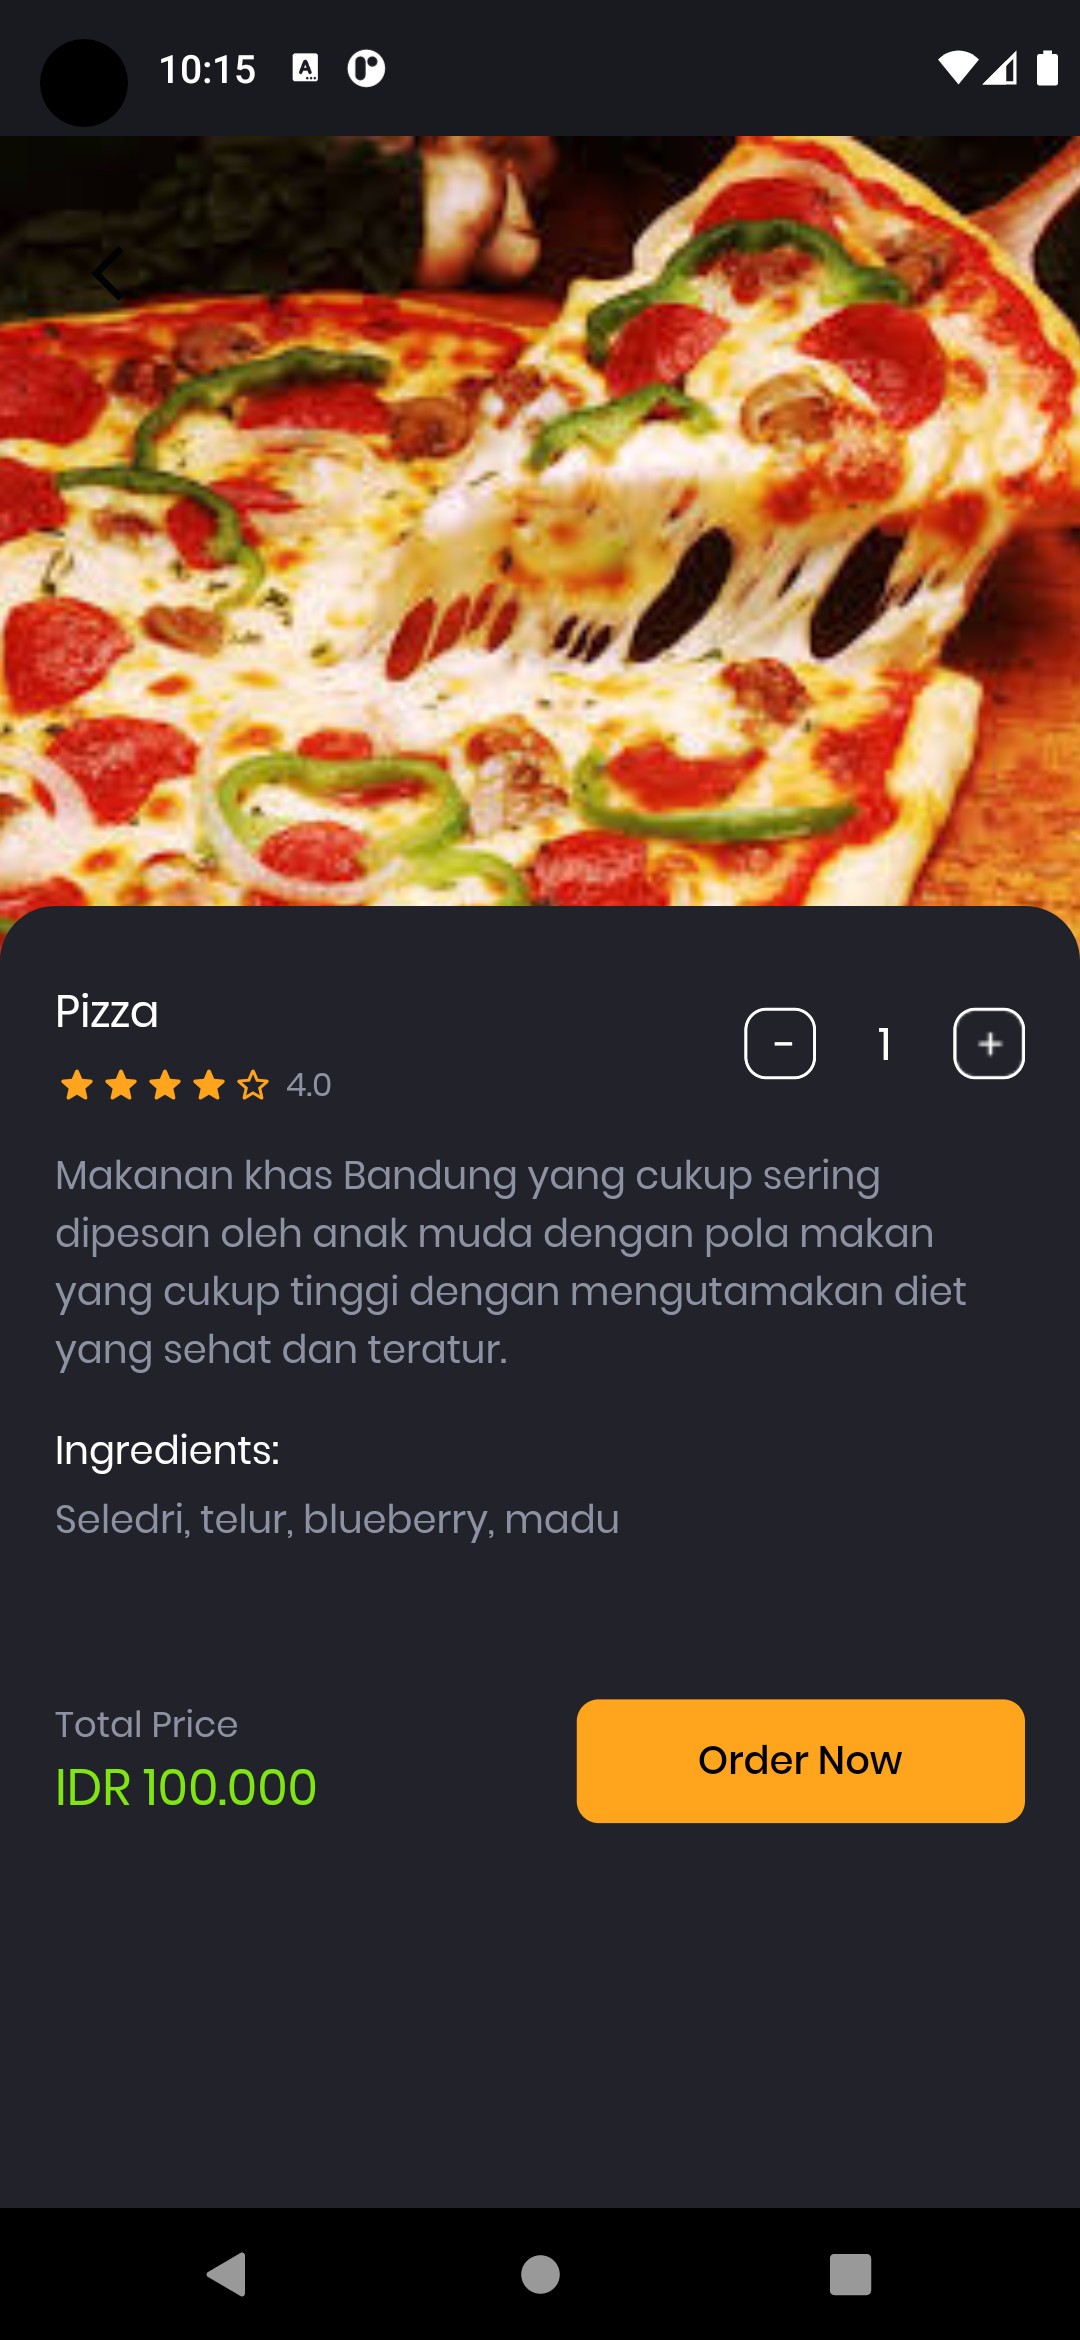 10:15
Pizza
- 1 +
4.0
Makanan khas Bandung yang cukup sering
dipesan oleh anak muda dengan pola makan
yang cukup tinggi dengan mengutamakan diet
yang sehat dan teratur.
Ingredients:
Seledri, telur, blueberry, madu
Total Price
IDR 100.000
Order Now